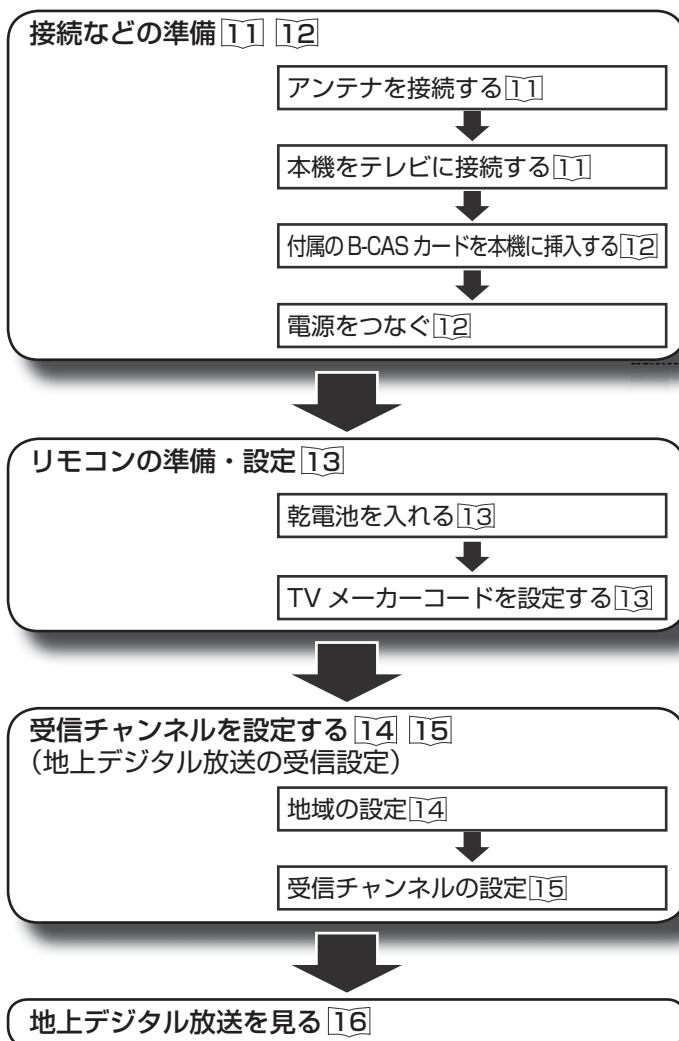 接続などの準備 11 12
アンテナを接続する 11
本機をテレビに接続する 11
付属の B-CAS カードを本機に挿入する 12
電源をつなぐ 12
リモコンの準備・設定 13
乾電池を入れる 13
TV メーカーコードを設定する 13
受信チャンネルを設定する 14 15
（地上デジタル放送の受信設定）
地域の設定 14
受信チャンネルの設定 15
地上デジタル放送を見る 16